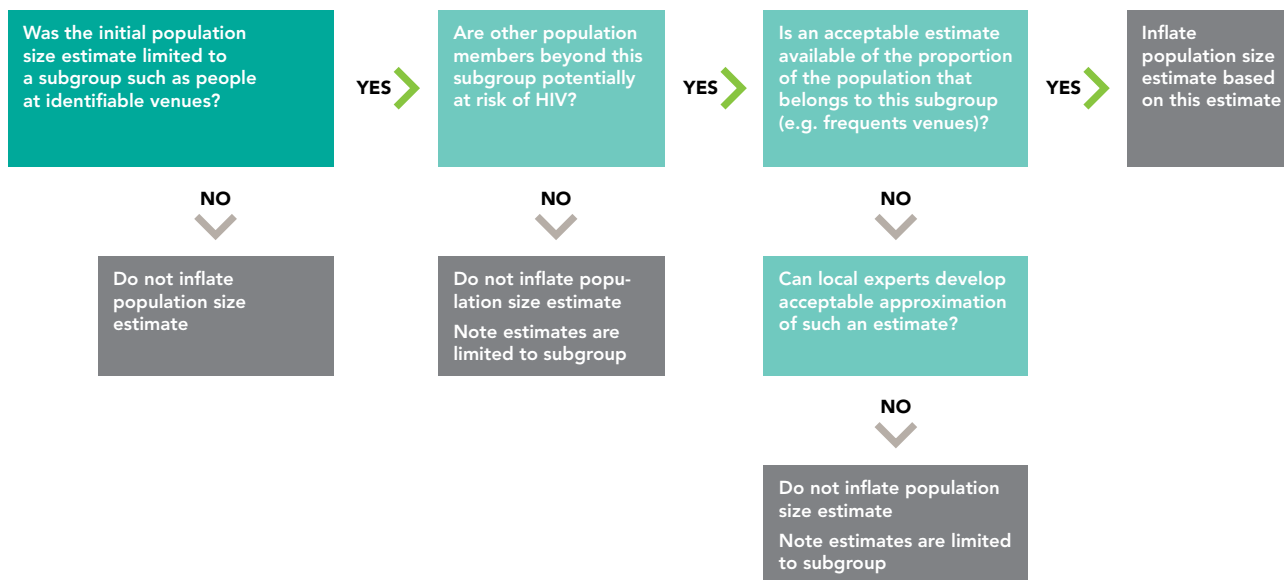 Was the initial population
size estimate limited to
a subgroup such as people
at identifiable venues?
YES
Are other population
members beyond this
subgroup potentially
at risk of HIV?
YES
Is an acceptable estimate
available of the proportion
of the population that
belongs to this subgroup
(e.g. frequents venues)?
YES
Inflate
population size
estimate based
on this estimate
NO
NO
NO
Do not inflate
population size
estimate
Do not inflate popu-
lation size estimate
Note estimates are
limited to subgroup
Can local experts develop
acceptable approximation
of such an estimate?
NO
Do not inflate population
size estimate
Note estimates are limited
to subgroup